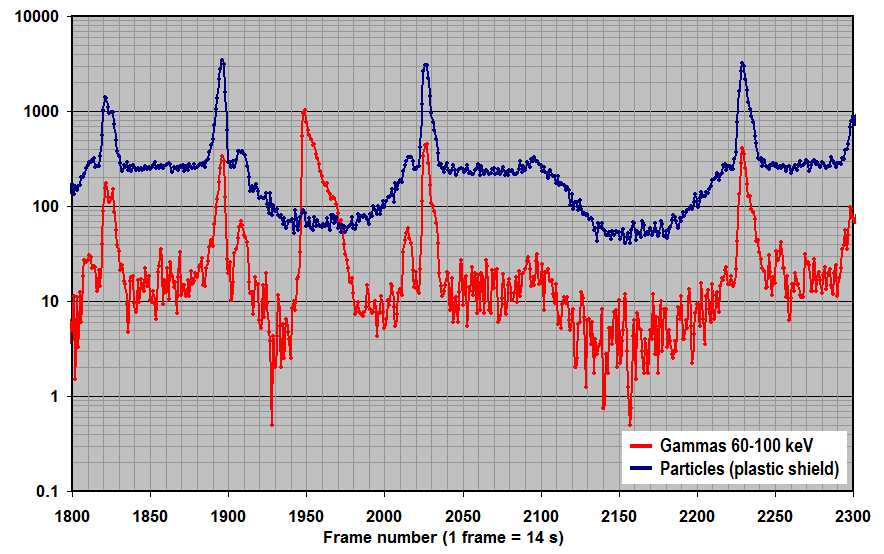 10000
1000
100
10
1
0.1
1800 1850 1900 1950 2000 2050 2100 2150 2200 2250 2300
Frame number (1 frame = 14 s)
Gammas 60-100 keV
Particles (plastic shield)